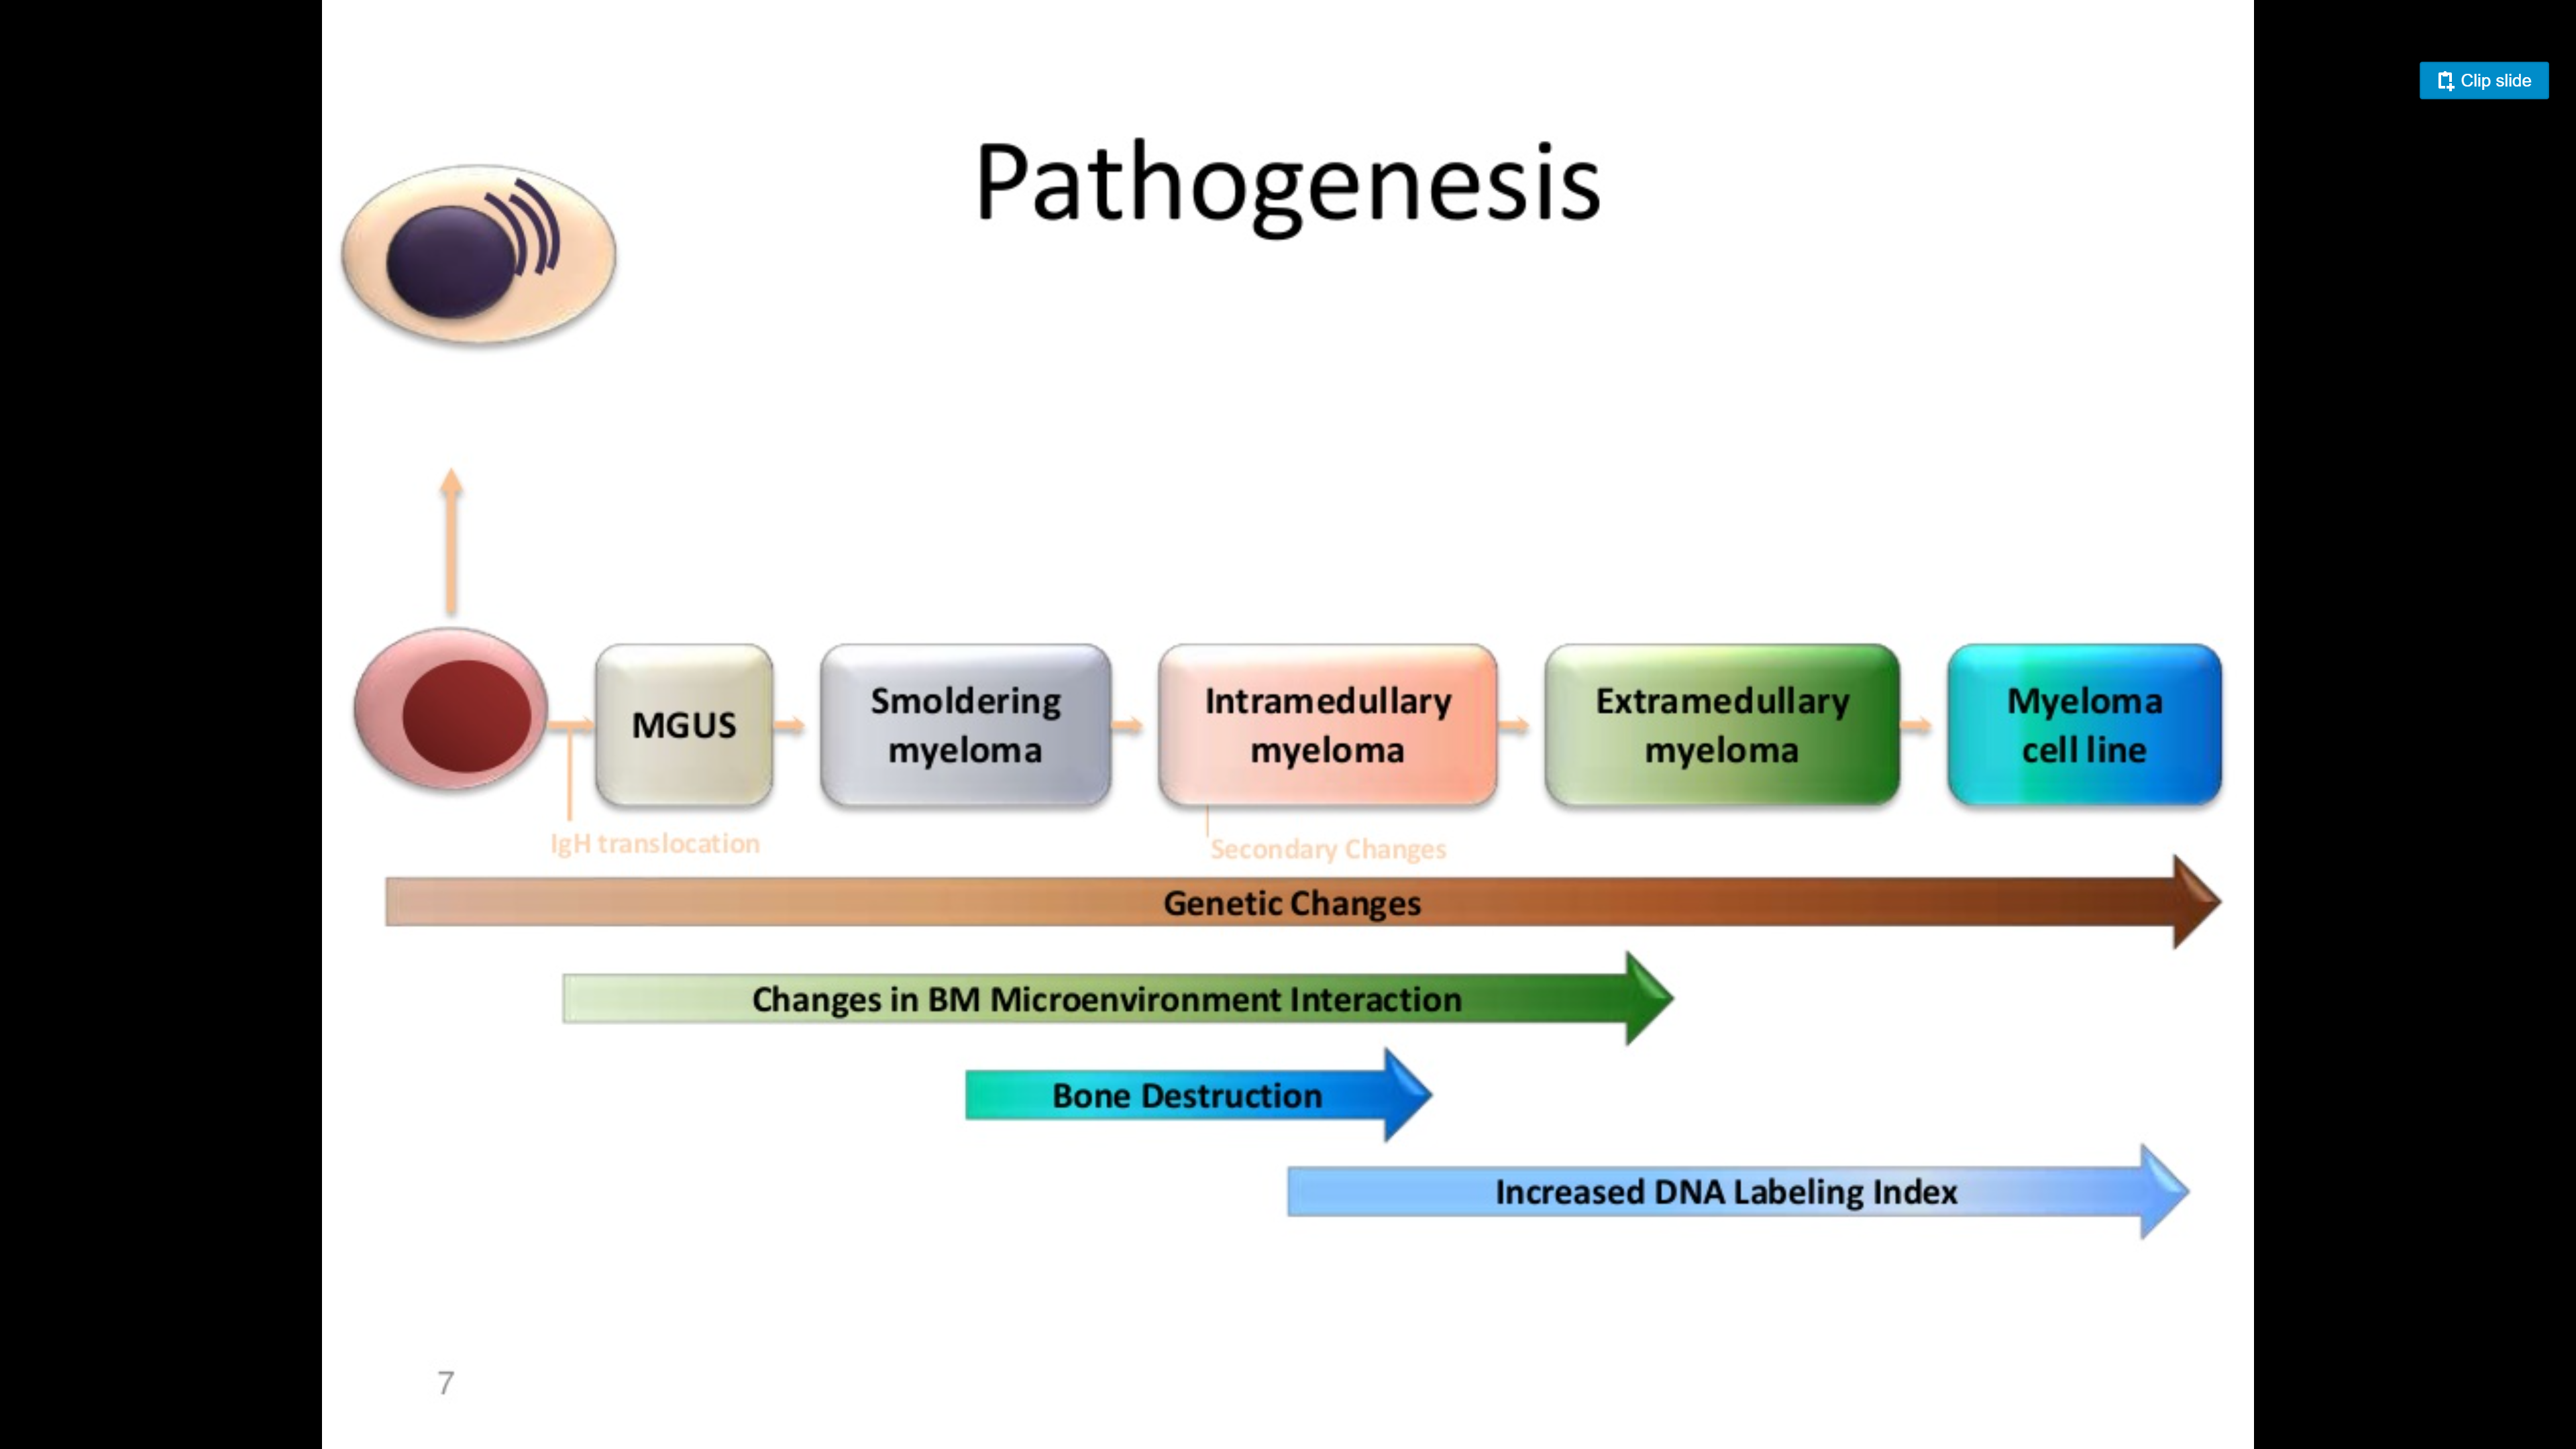 Clip slide
Pathogenesis
MGUS
Smoldering
myeloma
Intramedullary
myeloma
Extramedullary
myeloma
Myeloma
cell line
IgH translocation
Secondary Changes
Genetic Changes
Changes in BM Microenvironment Interaction
Bone Destruction
Increased DNA Labeling Index
7